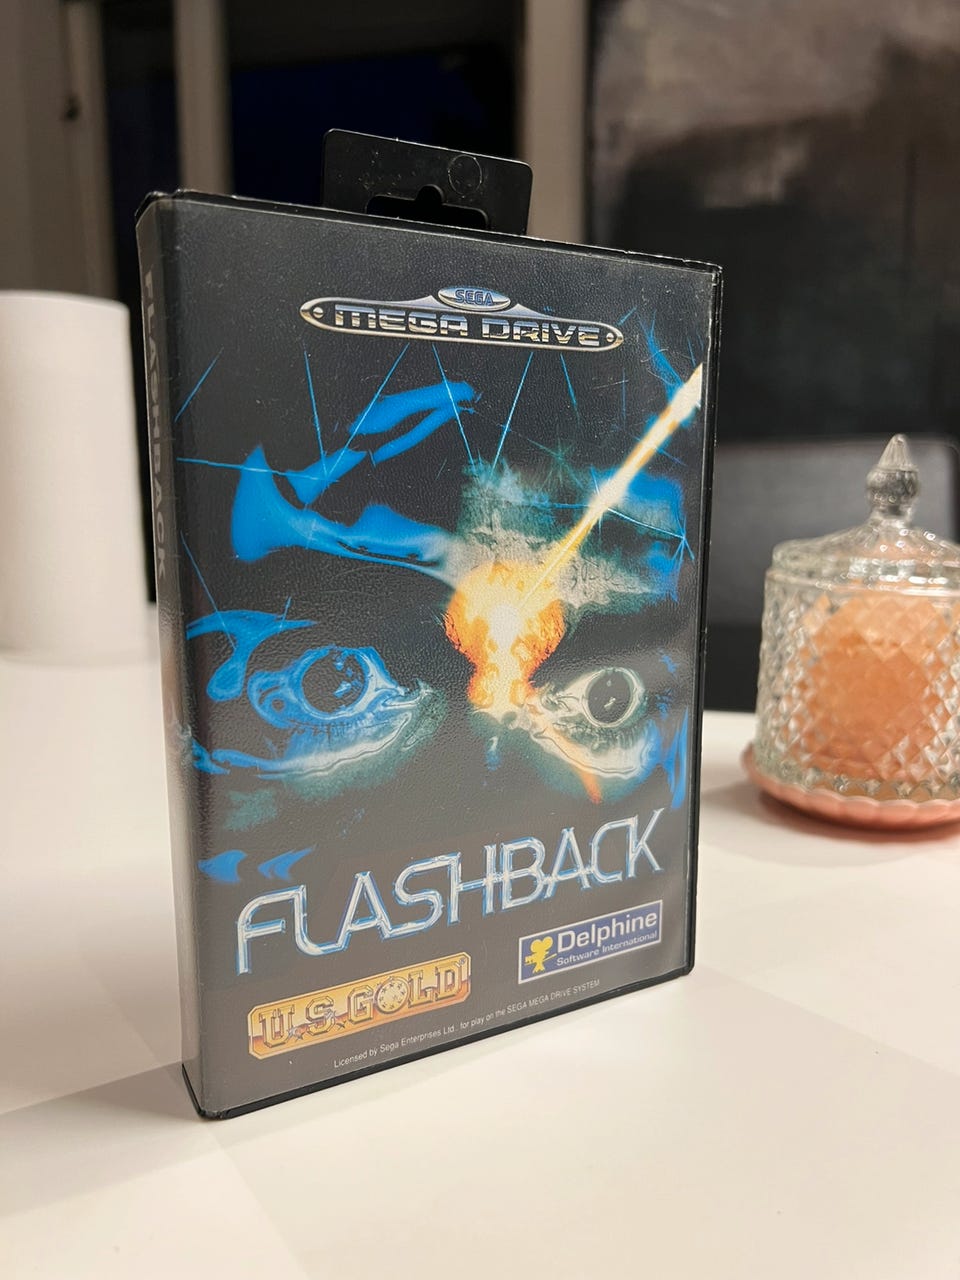 SEGA
MEGA DRIVE
FLASHBACK
FLASHBACK
Delphine
Software International
U.S. GOLD
Licensed by Sega Enterprises Ltd., for play on the SEGA MEGA DRIVE SYSTEM